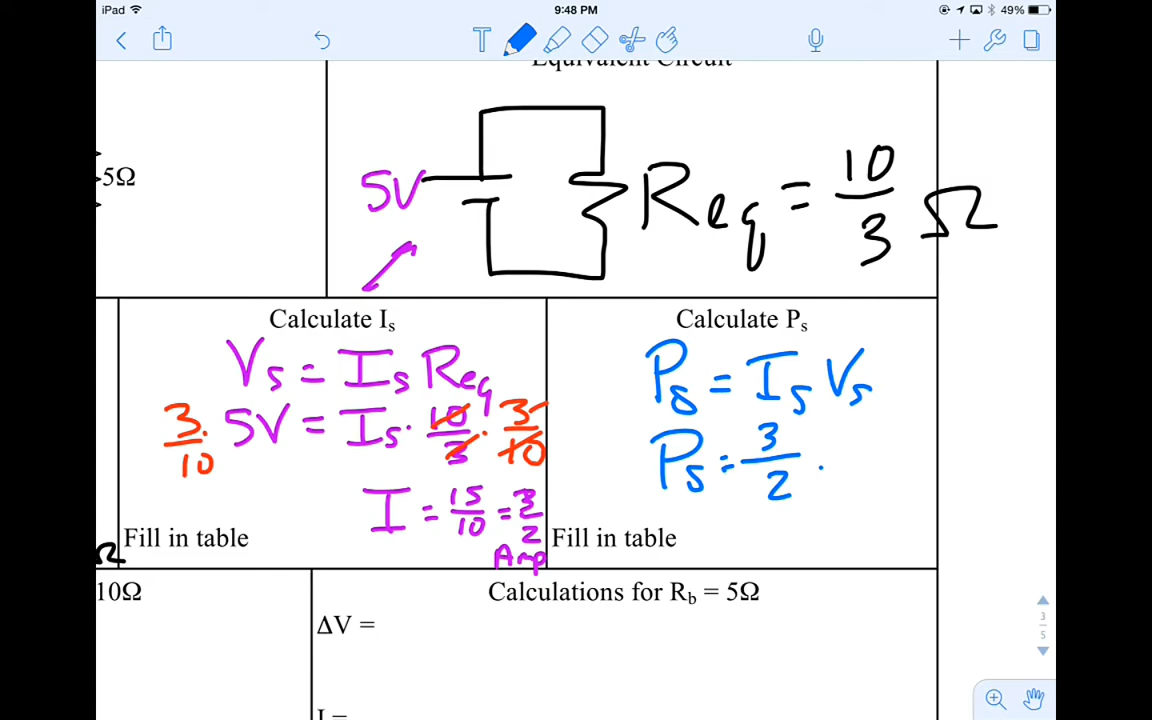 iPad 9:48 PM 49%
T
Equivalent Circuit
5Ω
5V
Req = 10/3 Ω
Calculate Is
Vs = Is Req
3/10 · 5V = Is · 10/3 · 3/10
I = 15/10 = 3/2
Amp
Fill in table
Calculate Ps
Ps = Is Vs
Ps = 3/2 ·
Fill in table
Ω
10Ω
Calculations for Rb = 5Ω
ΔV =
I =
3
5